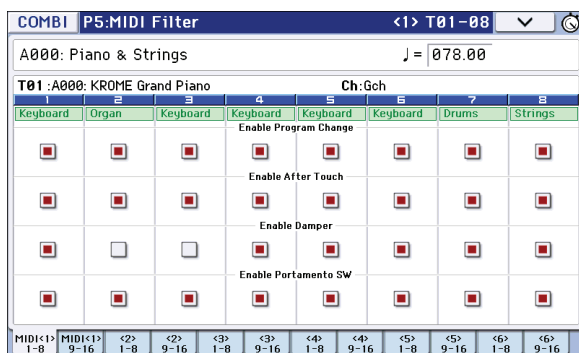 COMBI P5:MIDI Filter <1> T01-08
A000: Piano & Strings ♩= 078.00
T01 :A000: KROME Grand Piano Ch:Gch
1 2 3 4 5 6 7 8
Keyboard Organ Keyboard Keyboard Keyboard Keyboard Drums Strings
Enable Program Change
Enable After Touch
Enable Damper
Enable Portamento SW
MIDI<1> MIDI<1> <2> <2> <3> <3> <4> <4> <5> <5> <6> <6>
1-8 9-16 1-8 9-16 1-8 9-16 1-8 9-16 1-8 9-16 1-8 9-16